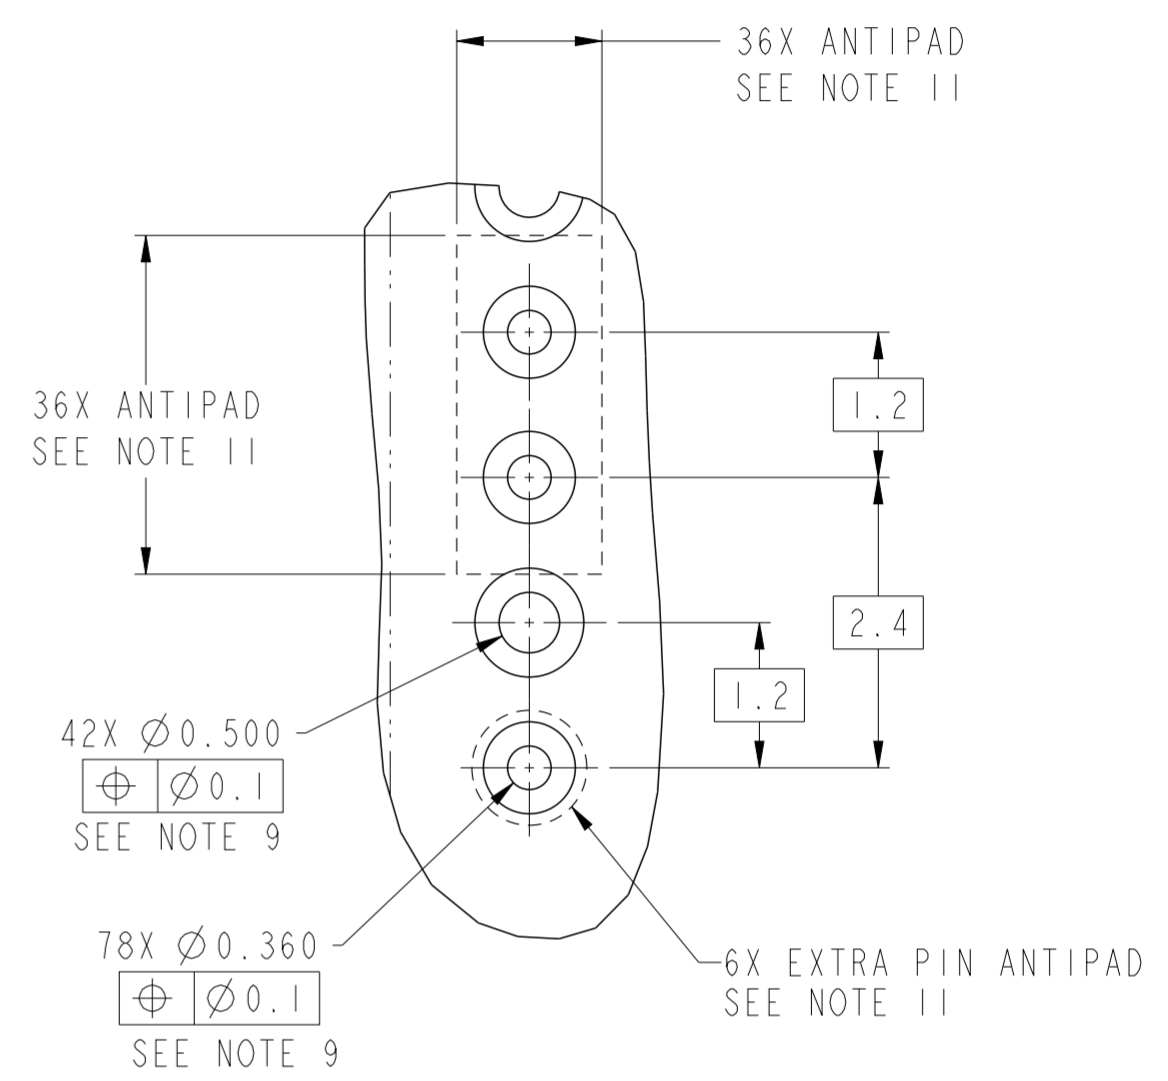 36X ANTIPAD
SEE NOTE 11
36X ANTIPAD
SEE NOTE 11
1.2
2.4
1.2
42X ⌀0.500
⌖ ⌀0.1
SEE NOTE 9
78X ⌀0.360
⌖ ⌀0.1
SEE NOTE 9
6X EXTRA PIN ANTIPAD
SEE NOTE 11